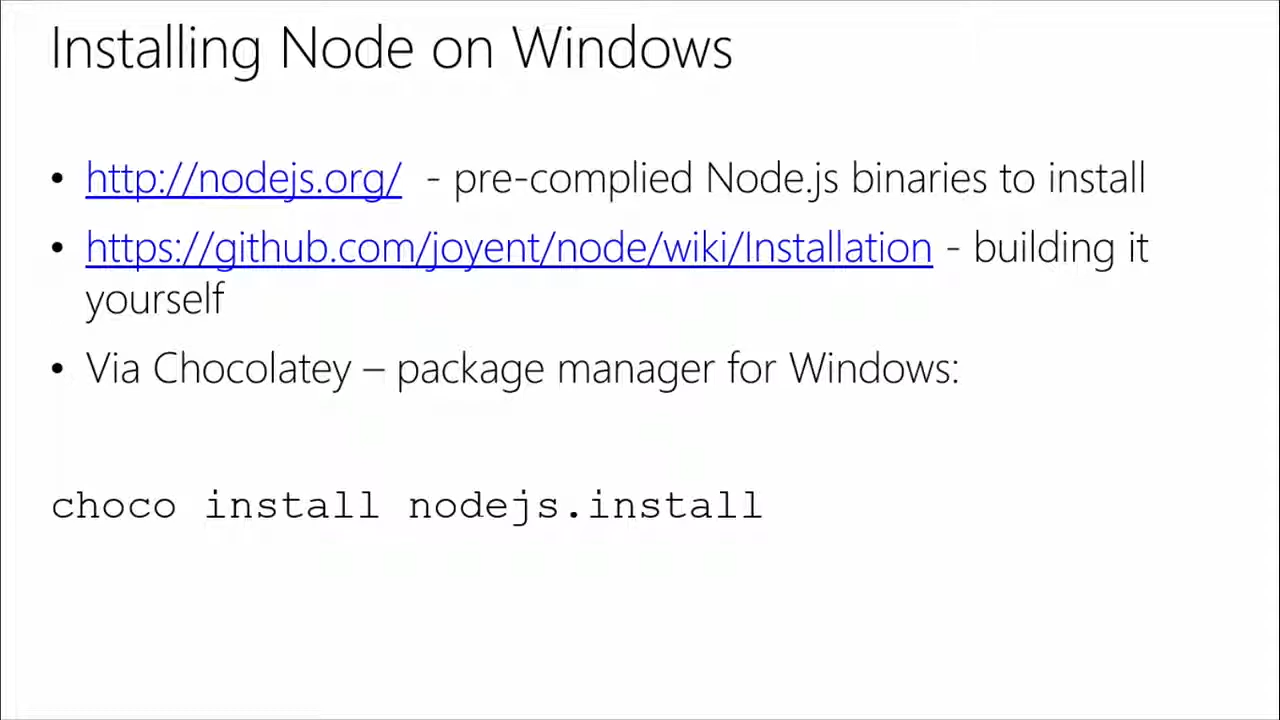 Installing Node on Windows
• http://nodejs.org/ - pre-complied Node.js binaries to install
• https://github.com/joyent/node/wiki/Installation - building it
yourself
• Via Chocolatey – package manager for Windows:
choco install nodejs.install